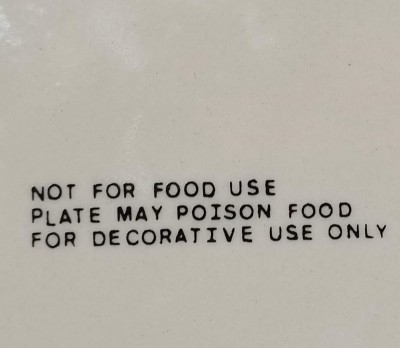 NOT FOR FOOD USE
PLATE MAY POISON FOOD
FOR DECORATIVE USE ONLY